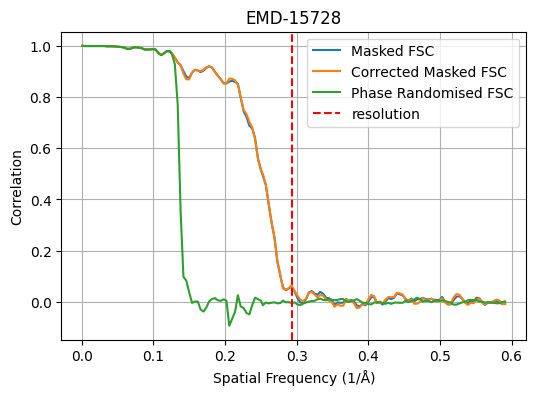 EMD-15728
Masked FSC
Corrected Masked FSC
Phase Randomised FSC
resolution
Correlation
1.0
0.8
0.6
0.4
0.2
0.0
0.0 0.1 0.2 0.3 0.4 0.5 0.6
Spatial Frequency (1/Å)